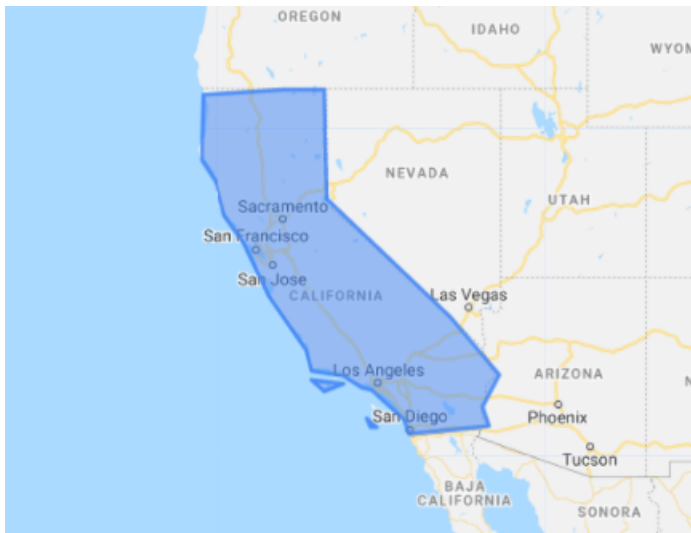 OREGON
IDAHO
WYOM
NEVADA
UTAH
Sacramento
San Francisco
San Jose
CALIFORNIA
Las Vegas
Los Angeles
ARIZONA
San Diego
Phoenix
Tucson
BAJA
CALIFORNIA
SONORA
N